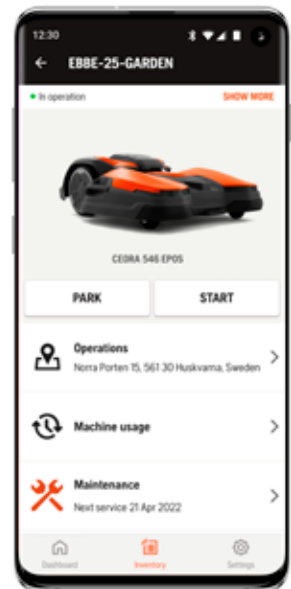 12:30
EBBE-25-GARDEN
In operation
SHOW MORE
CEORA 546 EPOS
PARK
START
Operations
Norra Porten 15, 561 30 Huskvarna, Sweden
Machine usage
Maintenance
Next service 21 Apr 2022
Dashboard
Inventory
Settings